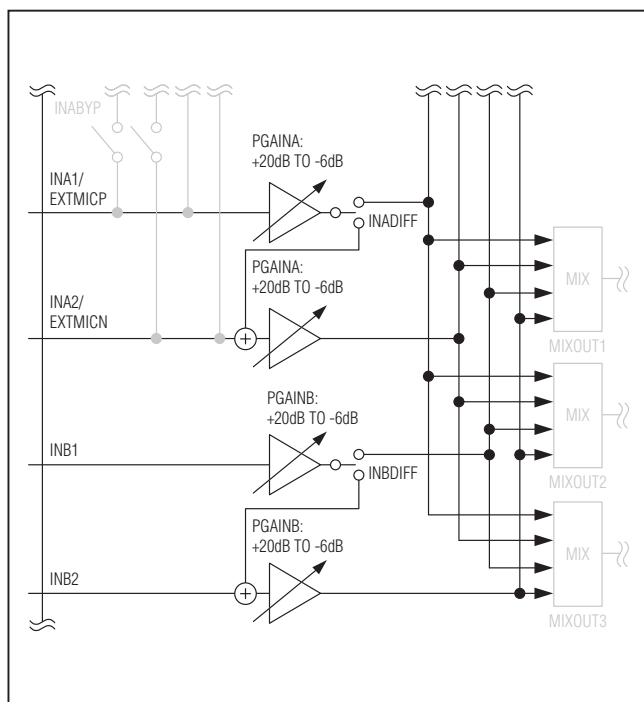 INABYP
PGAINA:
+20dB TO -6dB
INA1/
EXTMICP
INADIFF
PGAINA:
+20dB TO -6dB
MIX
INA2/
EXTMICN
+
MIXOUT1
PGAINB:
+20dB TO -6dB
MIX
INB1
INBDIFF
MIXOUT2
PGAINB:
+20dB TO -6dB
MIX
INB2
+
MIXOUT3